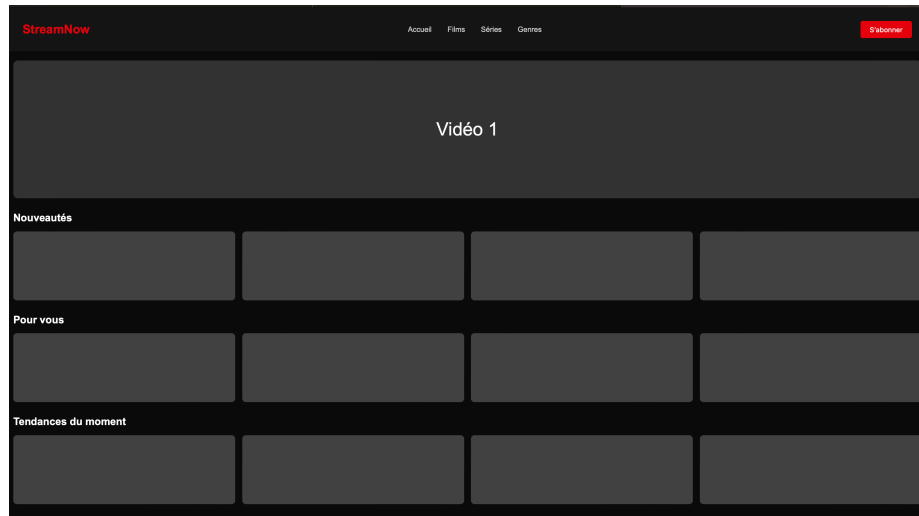 StreamNow
Accueil Films Séries Genres
S'abonner
Vidéo 1
Nouveautés
Pour vous
Tendances du moment